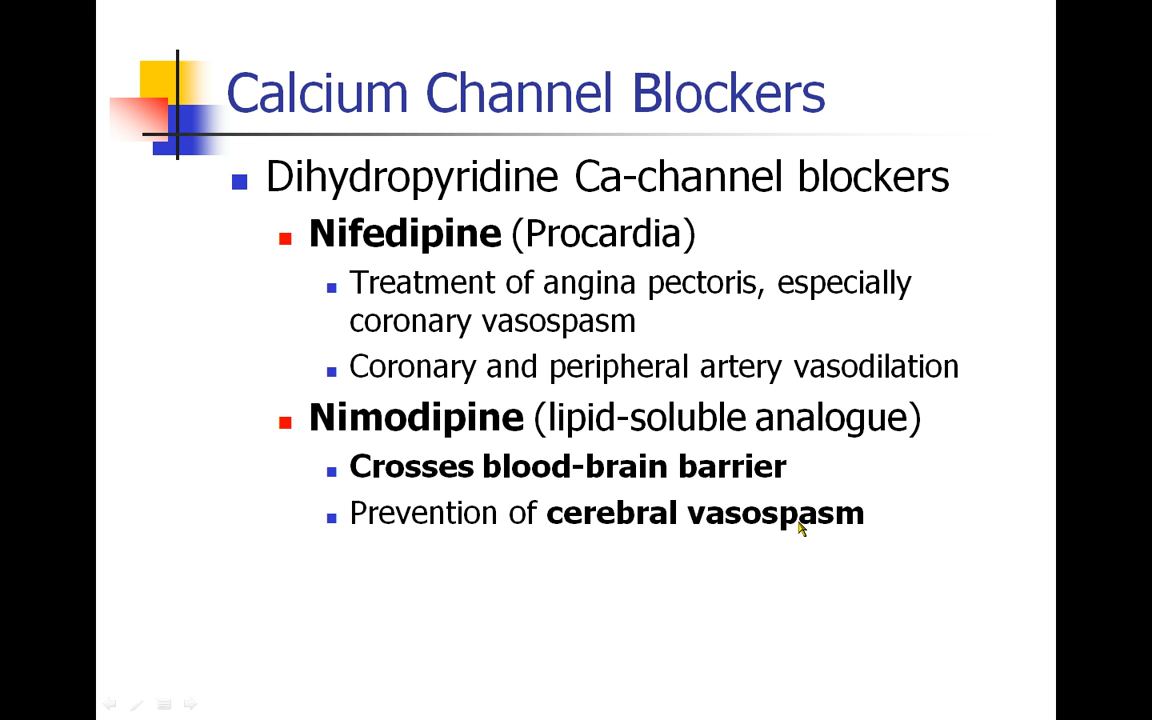 Calcium Channel Blockers
Dihydropyridine Ca-channel blockers
Nifedipine (Procardia)
Treatment of angina pectoris, especially
coronary vasospasm
Coronary and peripheral artery vasodilation
Nimodipine (lipid-soluble analogue)
Crosses blood-brain barrier
Prevention of cerebral vasospasm